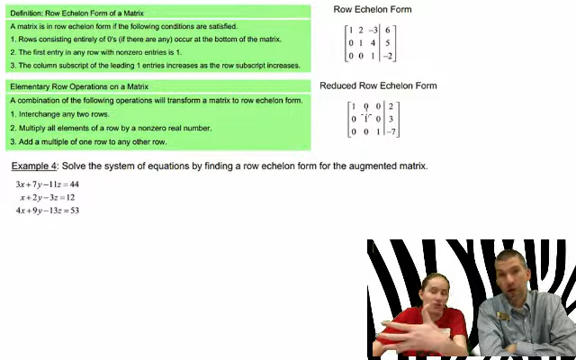 Definition: Row Echelon Form of a Matrix
A matrix is in row echelon form if the following conditions are satisfied.
1. Rows consisting entirely of 0's (if there are any) occur at the bottom of the matrix.
2. The first entry in any row with nonzero entries is 1.
3. The column subscript of the leading 1 entries increases as the row subscript increases.
Elementary Row Operations on a Matrix
A combination of the following operations will transform a matrix to row echelon form.
1. Interchange any two rows.
2. Multiply all elements of a row by a nonzero real number.
3. Add a multiple of one row to any other row.
Row Echelon Form
1 2 −3 | 6
0 1 4 | 5
0 0 1 | −2
Reduced Row Echelon Form
1 0 0 | 2
0 1 0 | 3
0 0 1 | −7
Example 4: Solve the system of equations by finding a row echelon form for the augmented matrix.
3x+7y−11z=44
x+2y−3z=12
4x+9y−13z=53